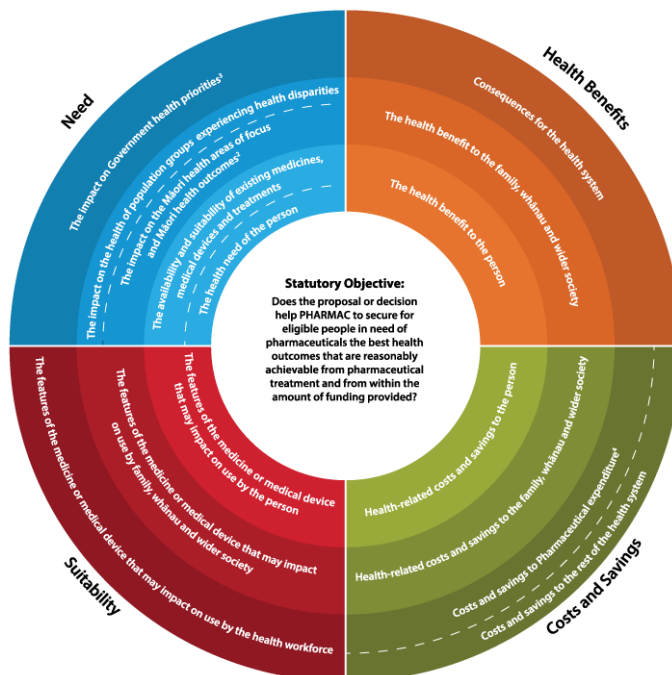 Need
The impact on Government health priorities³
The impact on the health of population groups experiencing health disparities
The impact on the Māori health areas of focus
and Māori health outcomes²
The availability and suitability of existing medicines,
medical devices and treatments
The health need of the person
Health Benefits
Consequences for the health system
The health benefit to the family, whānau and wider society
The health benefit to the person
Statutory Objective:
Does the proposal or decision
help PHARMAC to secure for
eligible people in need of
pharmaceuticals the best health
outcomes that are reasonably
achievable from pharmaceutical
treatment and from within the
amount of funding provided?
The features of the medicine or medical device
that may impact on use by the person
The features of the medicine or medical device that may impact
on use by family, whānau and wider society
The features of the medicine or medical device that may impact on use by the health workforce
Suitability
Health-related costs and savings to the person
Health-related costs and savings to the family, whānau and wider society
Costs and savings to Pharmaceutical expenditure⁴
Costs and savings to the rest of the health system
Costs and Savings